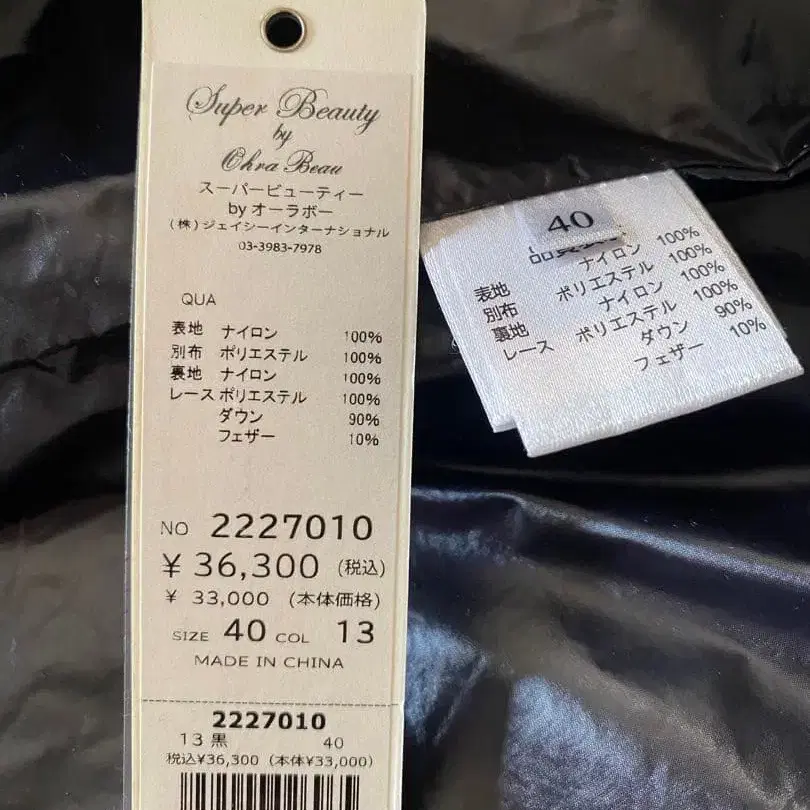 Super Beauty
by
Ohra Beau
スーパービューティー
by オーラボー
(株)ジェイシーインターナショナル
03-3983-7978
QUA
表地 ナイロン 100%
別布 ポリエステル 100%
裏地 ナイロン 100%
レース ポリエステル 100%
ダウン 90%
フェザー 10%
NO 2227010
¥ 36,300 (税込)
¥ 33,000 (本体価格)
SIZE 40 COL 13
MADE IN CHINA
2227010
13 黒 40
税込¥36,300 (本体¥33,000)
40
表地 ナイロン 100%
別布 ポリエステル 100%
裏地 ナイロン 100%
レース ポリエステル 100%
ダウン 90%
フェザー 10%